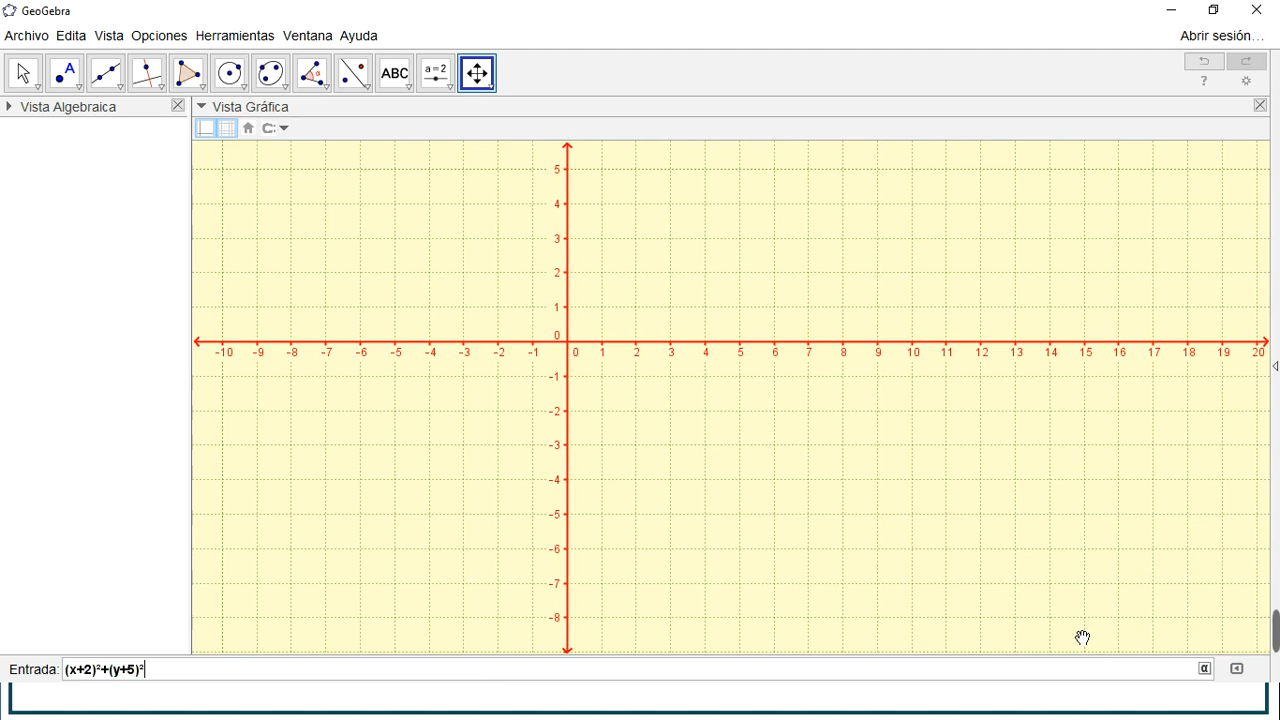 GeoGebra
Archivo Edita Vista Opciones Herramientas Ventana Ayuda
Abrir sesión…
A
α
ABC
a=2
?
Vista Algebraica
Vista Gráfica
5
4
3
2
1
0
-10 -9 -8 -7 -6 -5 -4 -3 -2 -1 0 1 2 3 4 5 6 7 8 9 10 11 12 13 14 15 16 17 18 19 20
-1
-2
-3
-4
-5
-6
-7
-8
Entrada: (x+2)²+(y+5)²
α